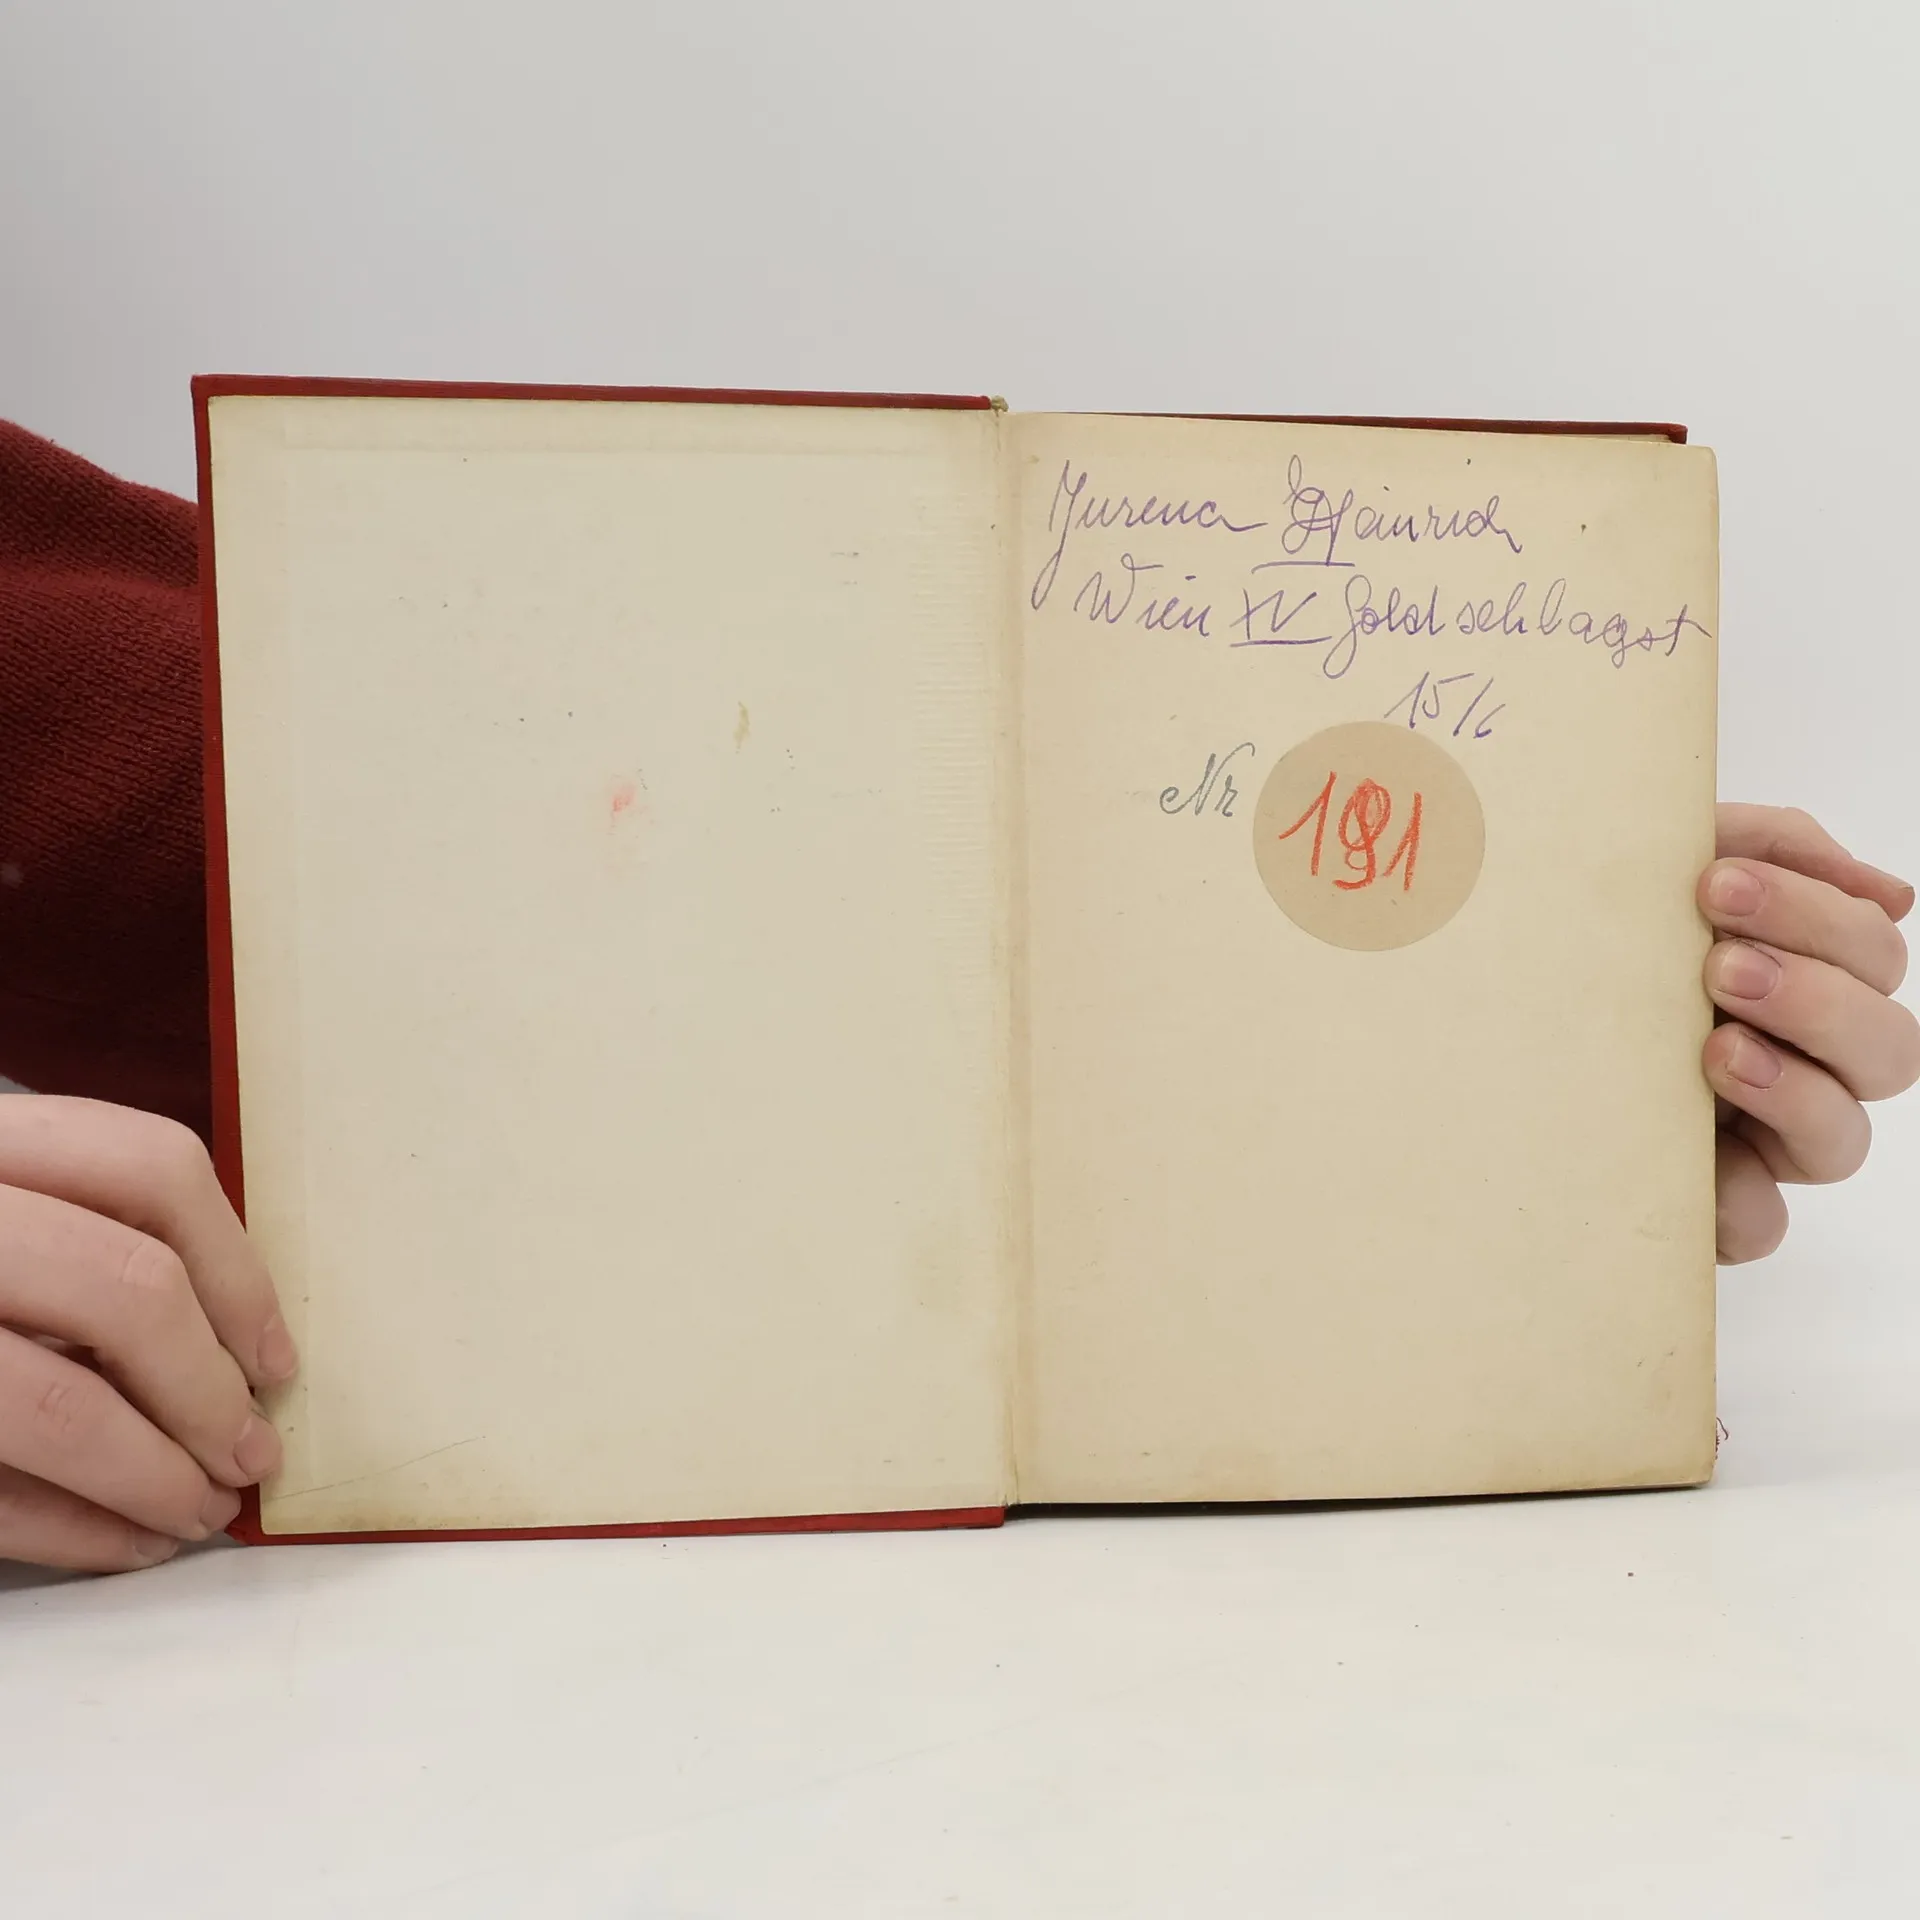 Jurena Heinrich
Wien XV Goldschlagst
15/6
Nr 191